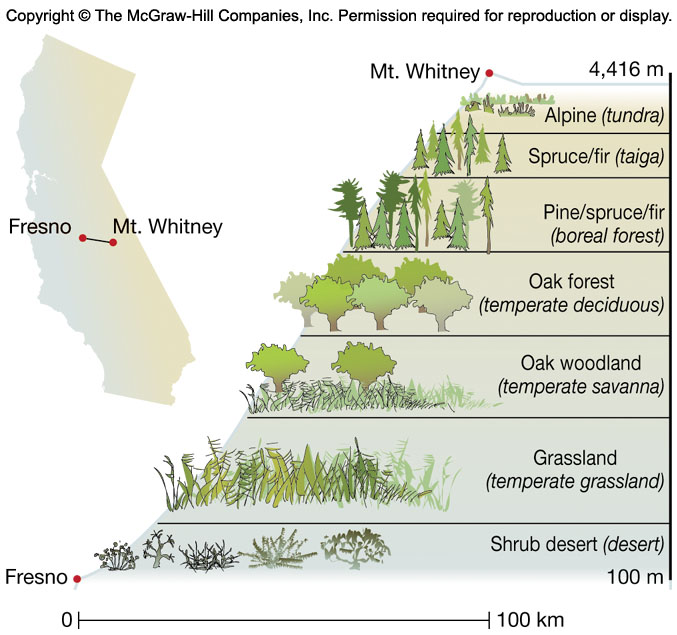 Copyright © The McGraw-Hill Companies, Inc. Permission required for reproduction or display.
Mt. Whitney
4,416 m
Alpine (tundra)
Spruce/fir (taiga)
Fresno
Mt. Whitney
Pine/spruce/fir
(boreal forest)
Oak forest
(temperate deciduous)
Oak woodland
(temperate savanna)
Grassland
(temperate grassland)
Shrub desert (desert)
Fresno
100 m
0
100 km